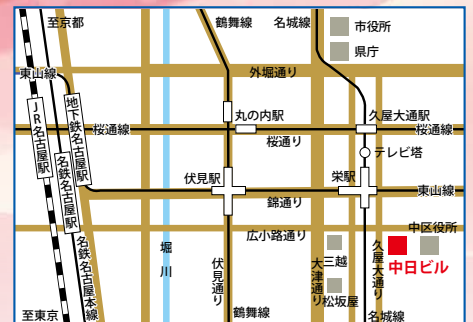 至京都
鶴舞線
名城線
市役所
県庁
東山線
外堀通り
JR名古屋駅
地下鉄名古屋駅
名鉄名古屋駅
丸の内駅
久屋大通駅
桜通線
桜通り
桜通線
テレビ塔
伏見駅
栄駅
東山線
錦通り
広小路通り
中区役所
名鉄名古屋本線
堀川
伏見通り
三越
大津通り
久屋大通り
中日ビル
松坂屋
至東京
鶴舞線
名城線